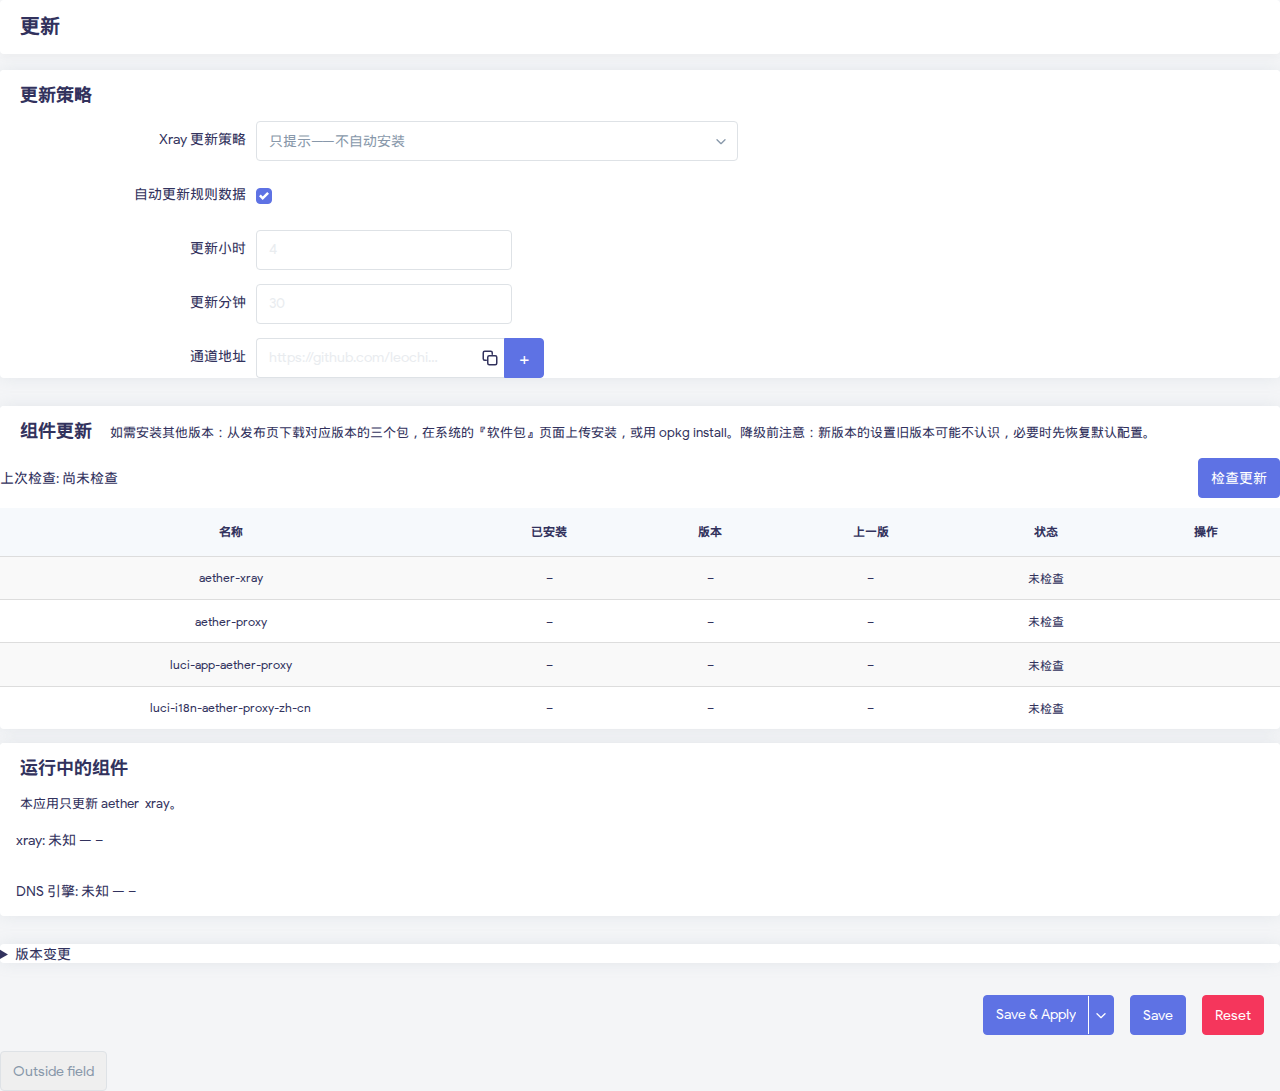 更新
更新策略
Xray 更新策略 只提示——不自动安装
自动更新规则数据
更新小时 4
更新分钟 30
通道地址 https://github.com/leochi... +
组件更新 如需安装其他版本：从发布页下载对应版本的三个包，在系统的『软件包』页面上传安装，或用 opkg install。降级前注意：新版本的设置旧版本可能不认识，必要时先恢复默认配置。
上次检查: 尚未检查 检查更新
名称 已安装 版本 上一版 状态 操作
aether-xray – – – 未检查
aether-proxy – – – 未检查
luci-app-aether-proxy – – – 未检查
luci-i18n-aether-proxy-zh-cn – – – 未检查
运行中的组件
本应用只更新 aether xray。
xray: 未知 — –
DNS 引擎: 未知 — –
版本变更
Save & Apply Save Reset
Outside field